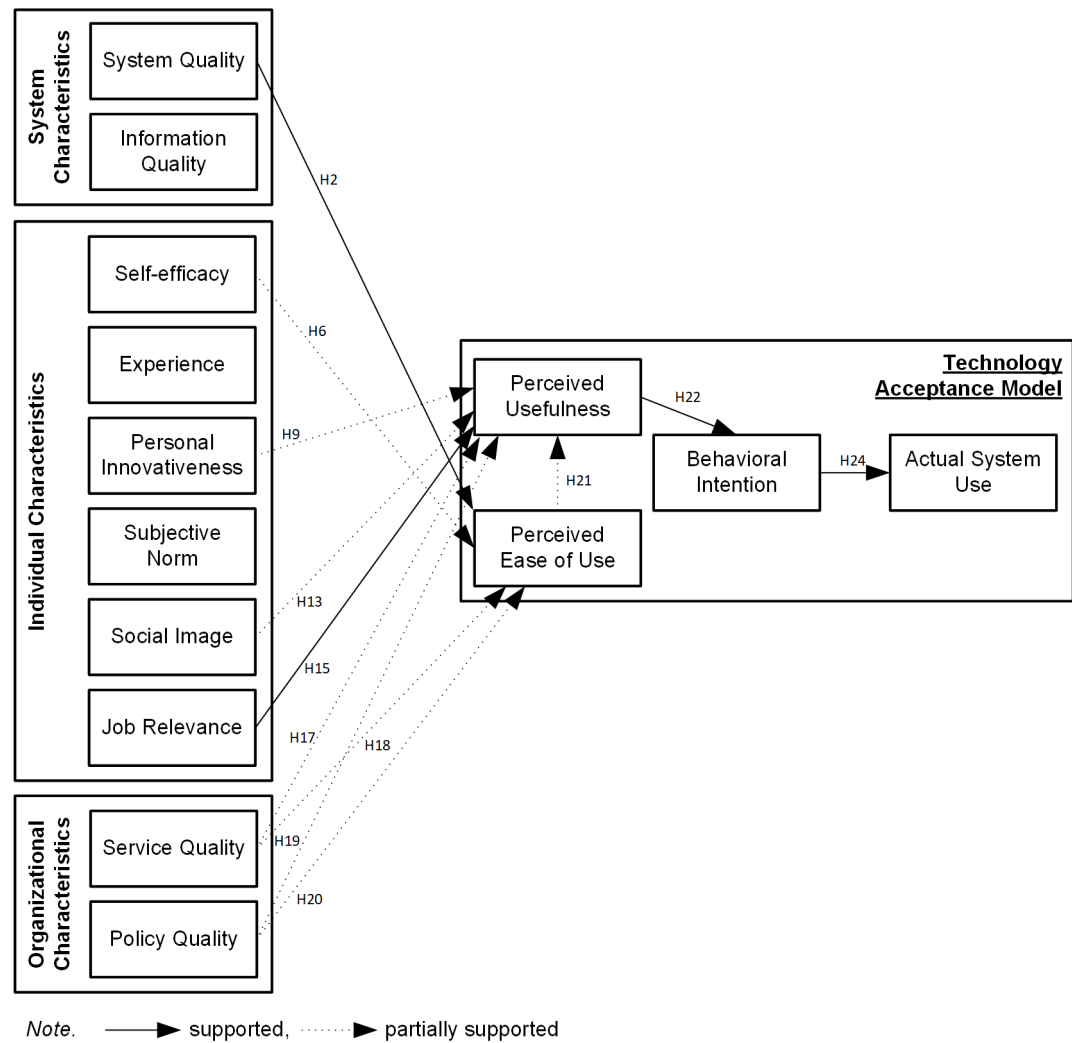 System
Characteristics
System Quality
Information
Quality
H2
Individual Characteristics
Self-efficacy
H6
Experience
Personal
Innovativeness
H9
Subjective
Norm
Social Image
H13
Job Relevance
H15
Organizational
Characteristics
Service Quality
H17
H18
Policy Quality
H19
H20
Technology
Acceptance Model
Perceived
Usefulness
H22
H21
Perceived
Ease of Use
Behavioral
Intention
H24
Actual System
Use
Note. supported, partially supported